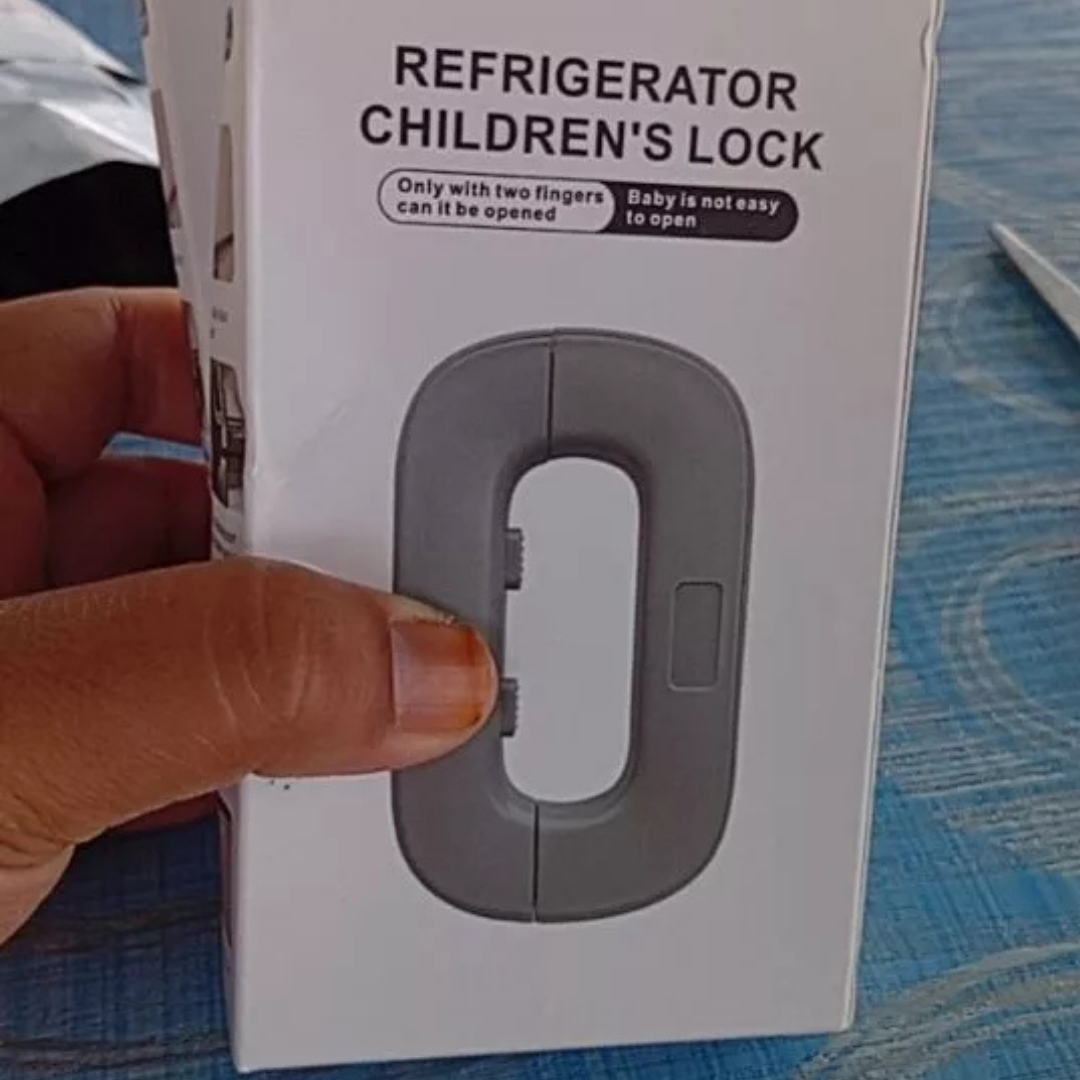 REFRIGERATOR
CHILDREN'S LOCK
Only with two fingers
can it be opened
Baby is not easy
to open